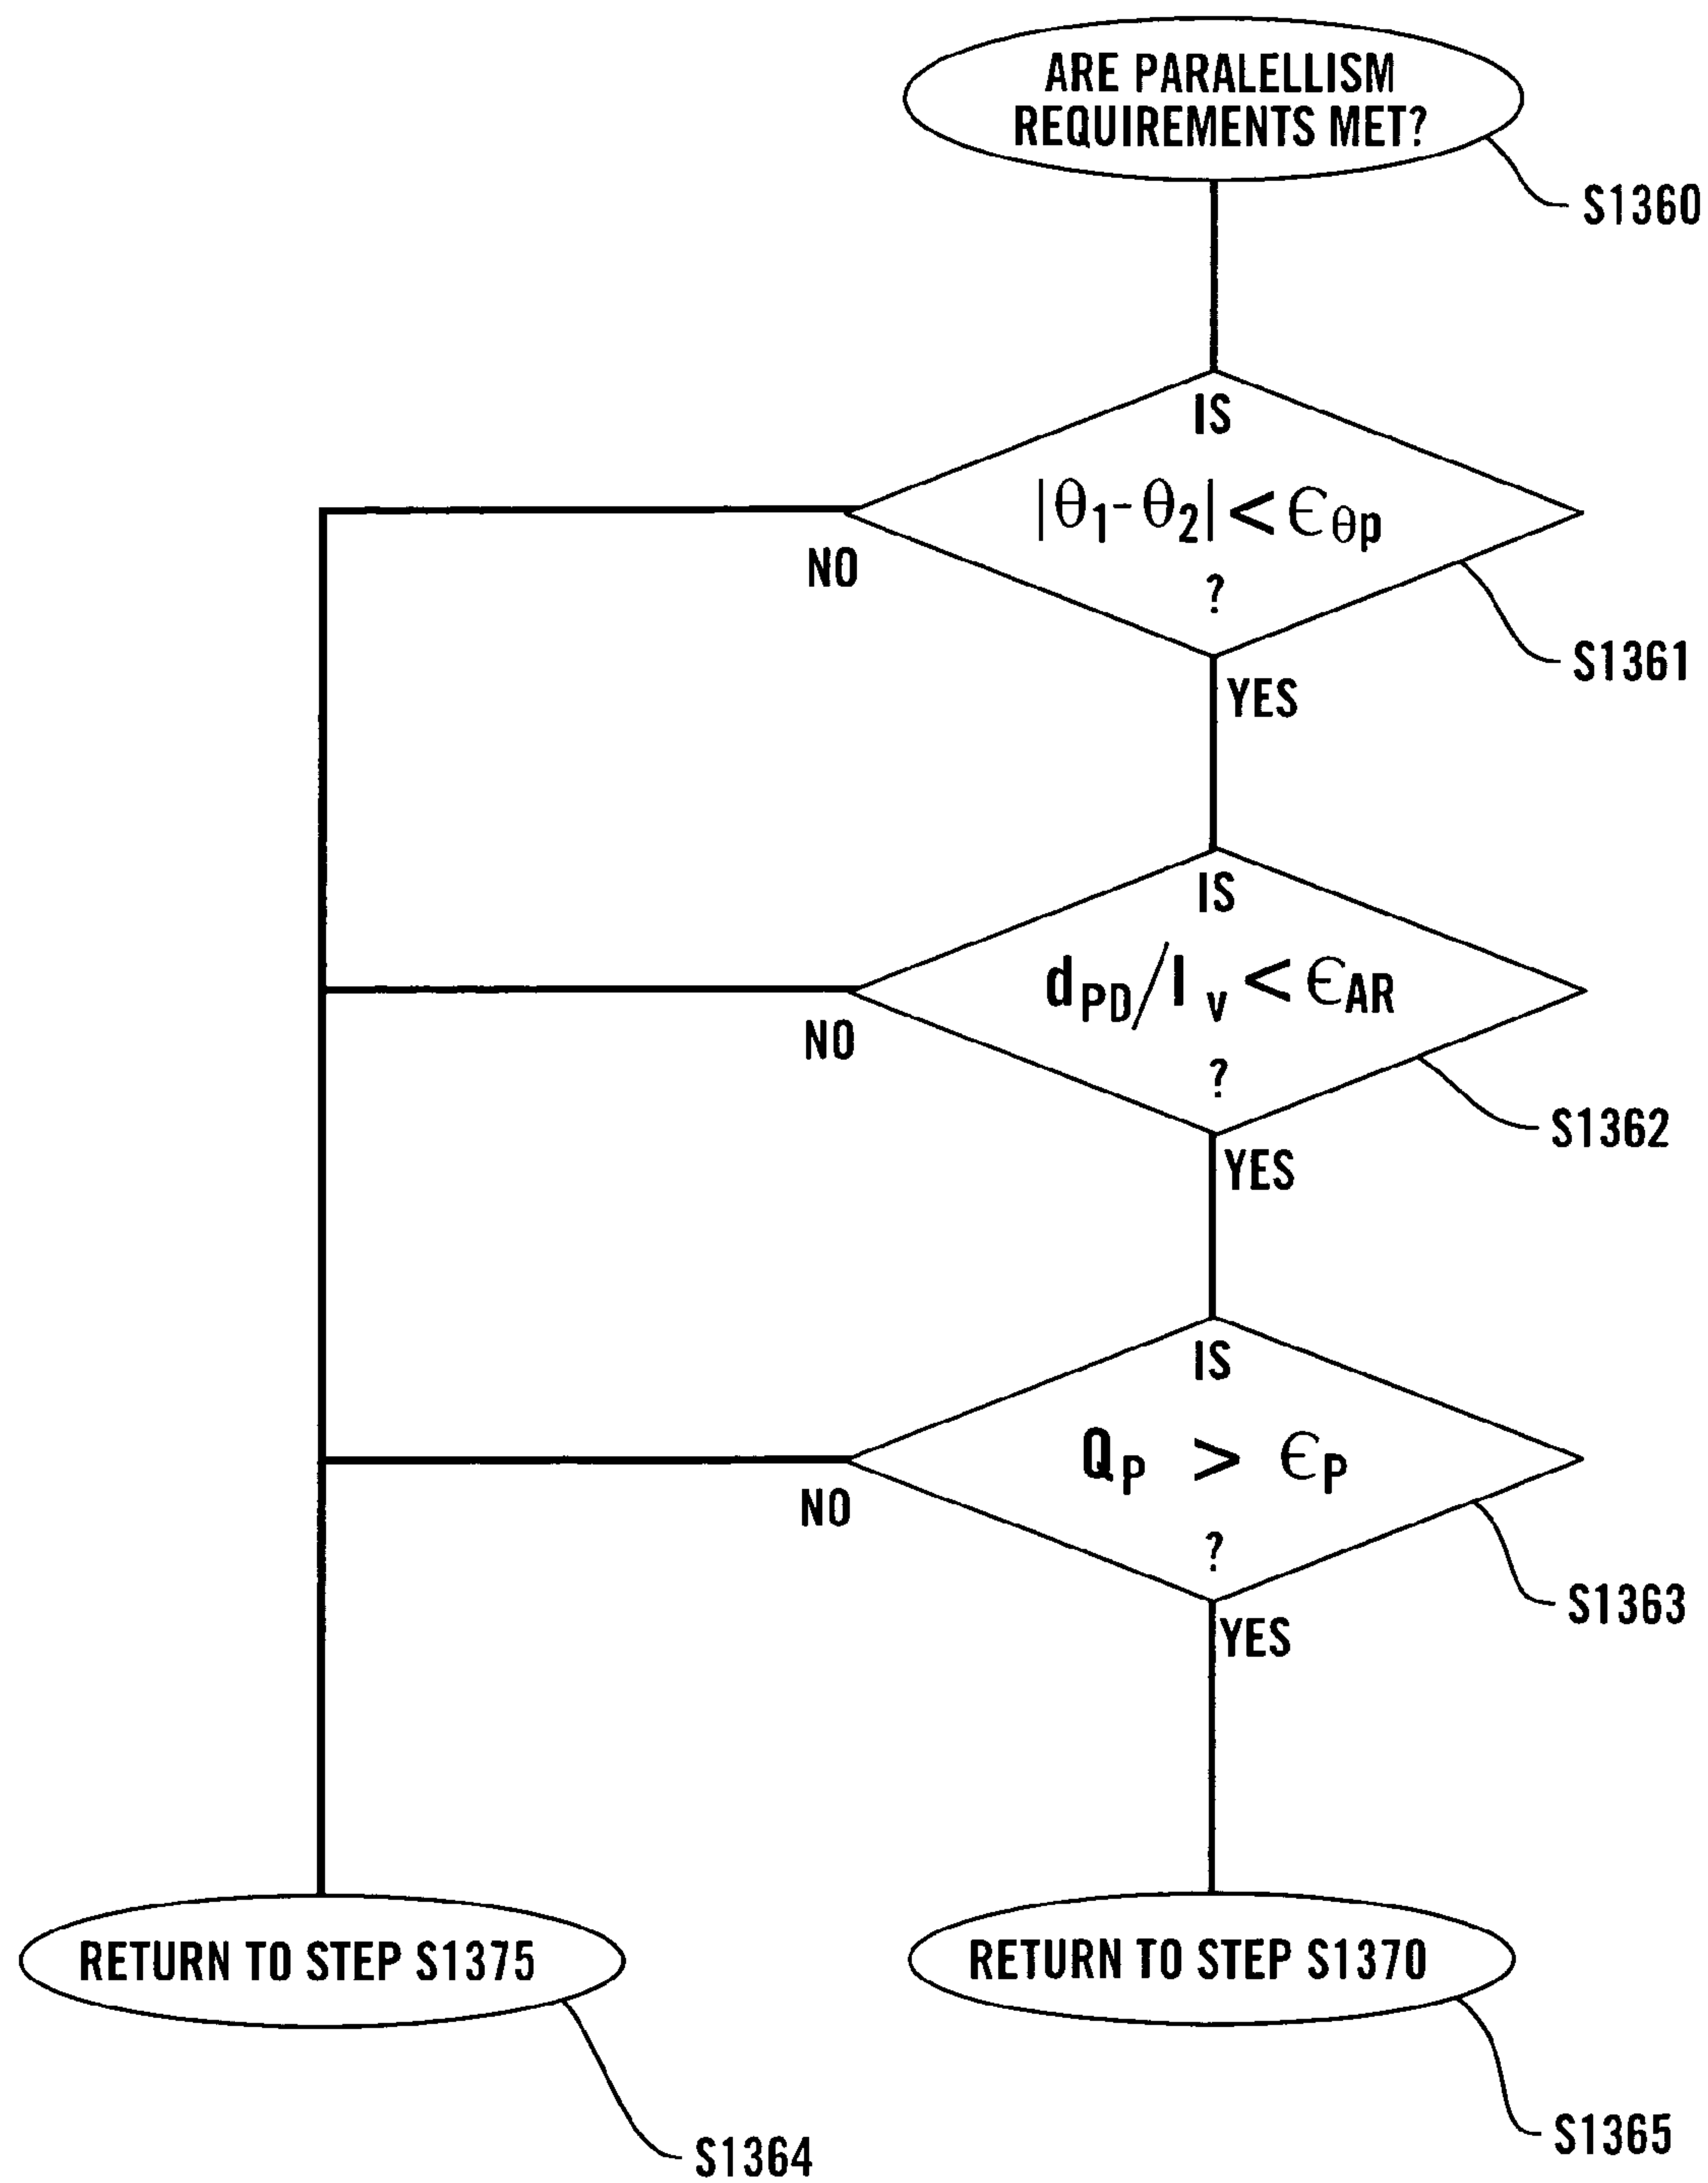 ARE PARALELLISM
REQUIREMENTS MET?
S1360
IS
|θ1-θ2|<ϵθp
?
NO
S1361
YES
IS
dPD/l v<ϵAR
?
NO
S1362
YES
IS
QP > ϵP
?
NO
S1363
YES
RETURN TO STEP S1375
RETURN TO STEP S1370
S1364
S1365